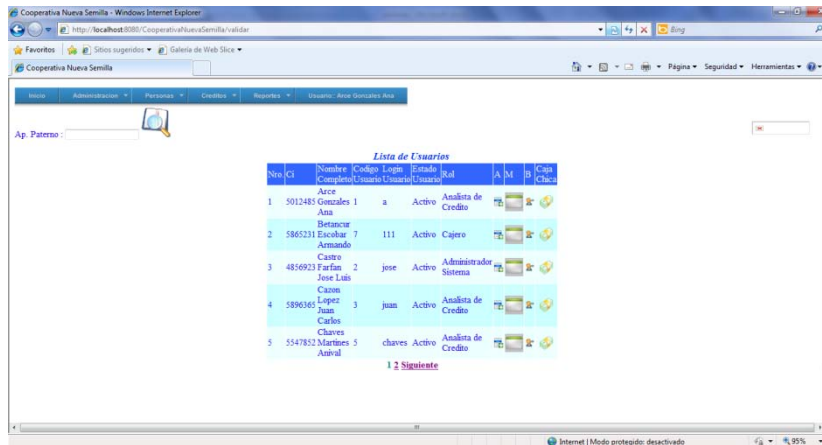 Cooperativa Nueva Semilla - Windows Internet Explorer
http://localhost:8080/CooperativaNuevaSemilla/validar
Bing
Favoritos Sitios sugeridos Galería de Web Slice
Cooperativa Nueva Semilla
Página Seguridad Herramientas
Inicio Administracion Personas Creditos Reportes Usuario: Arce Gonzales Ana
Ap. Paterno :
Lista de Usuarios
Nro. Ci Nombre Completo Codigo Usuario Login Usuario Estado Usuario Rol A M B Caja Chica
1 5012485 Arce Gonzales Ana 1 a Activo Analista de Credito
2 5865231 Betancur Escobar Armando 7 111 Activo Cajero
3 4856923 Castro Farfan Jose Luis 2 jose Activo Administrador Sistema
4 5896365 Cazon Lopez Juan Carlos 3 juan Activo Analista de Credito
5 5547852 Chaves Martines Anival 5 chaves Activo Analista de Credito
1 2 Siguiente
Internet | Modo protegido: desactivado 95%